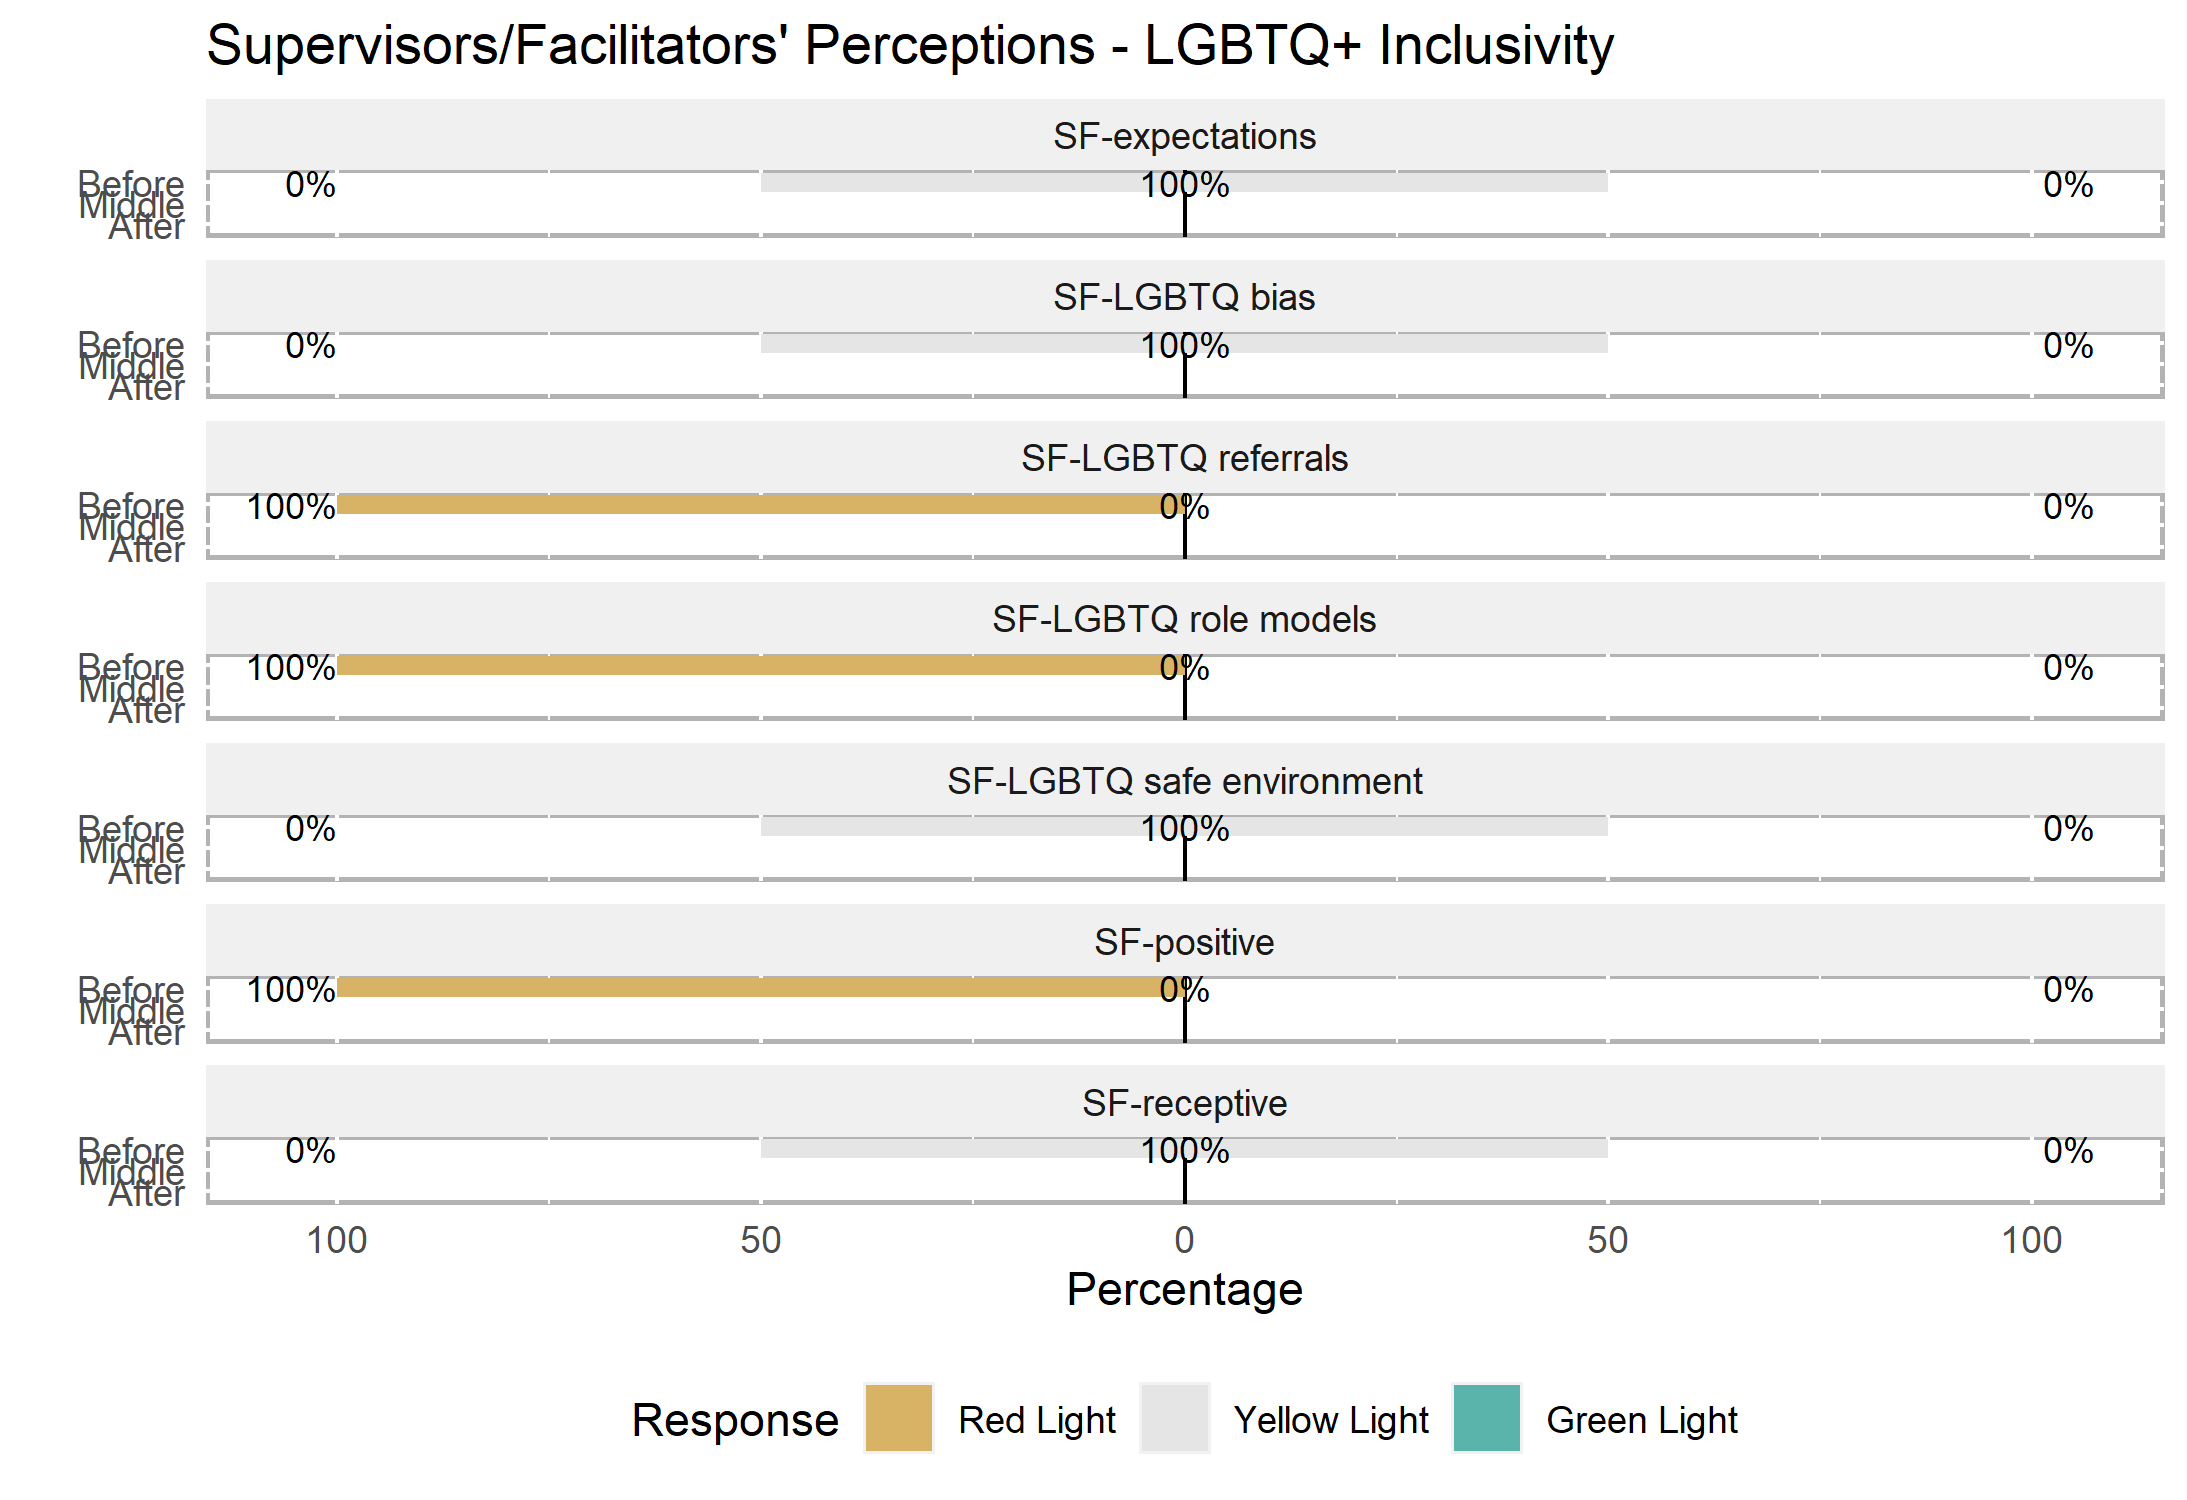 Supervisors/Facilitators' Perceptions - LGBTQ+ Inclusivity
SF-expectations
Before 0% 100% 0%
Middle
After
SF-LGBTQ bias
Before 0% 100% 0%
Middle
After
SF-LGBTQ referrals
Before 100% 0% 0%
Middle
After
SF-LGBTQ role models
Before 100% 0% 0%
Middle
After
SF-LGBTQ safe environment
Before 0% 100% 0%
Middle
After
SF-positive
Before 100% 0% 0%
Middle
After
SF-receptive
Before 0% 100% 0%
Middle
After
100 50 0 50 100
Percentage
Response Red Light Yellow Light Green Light